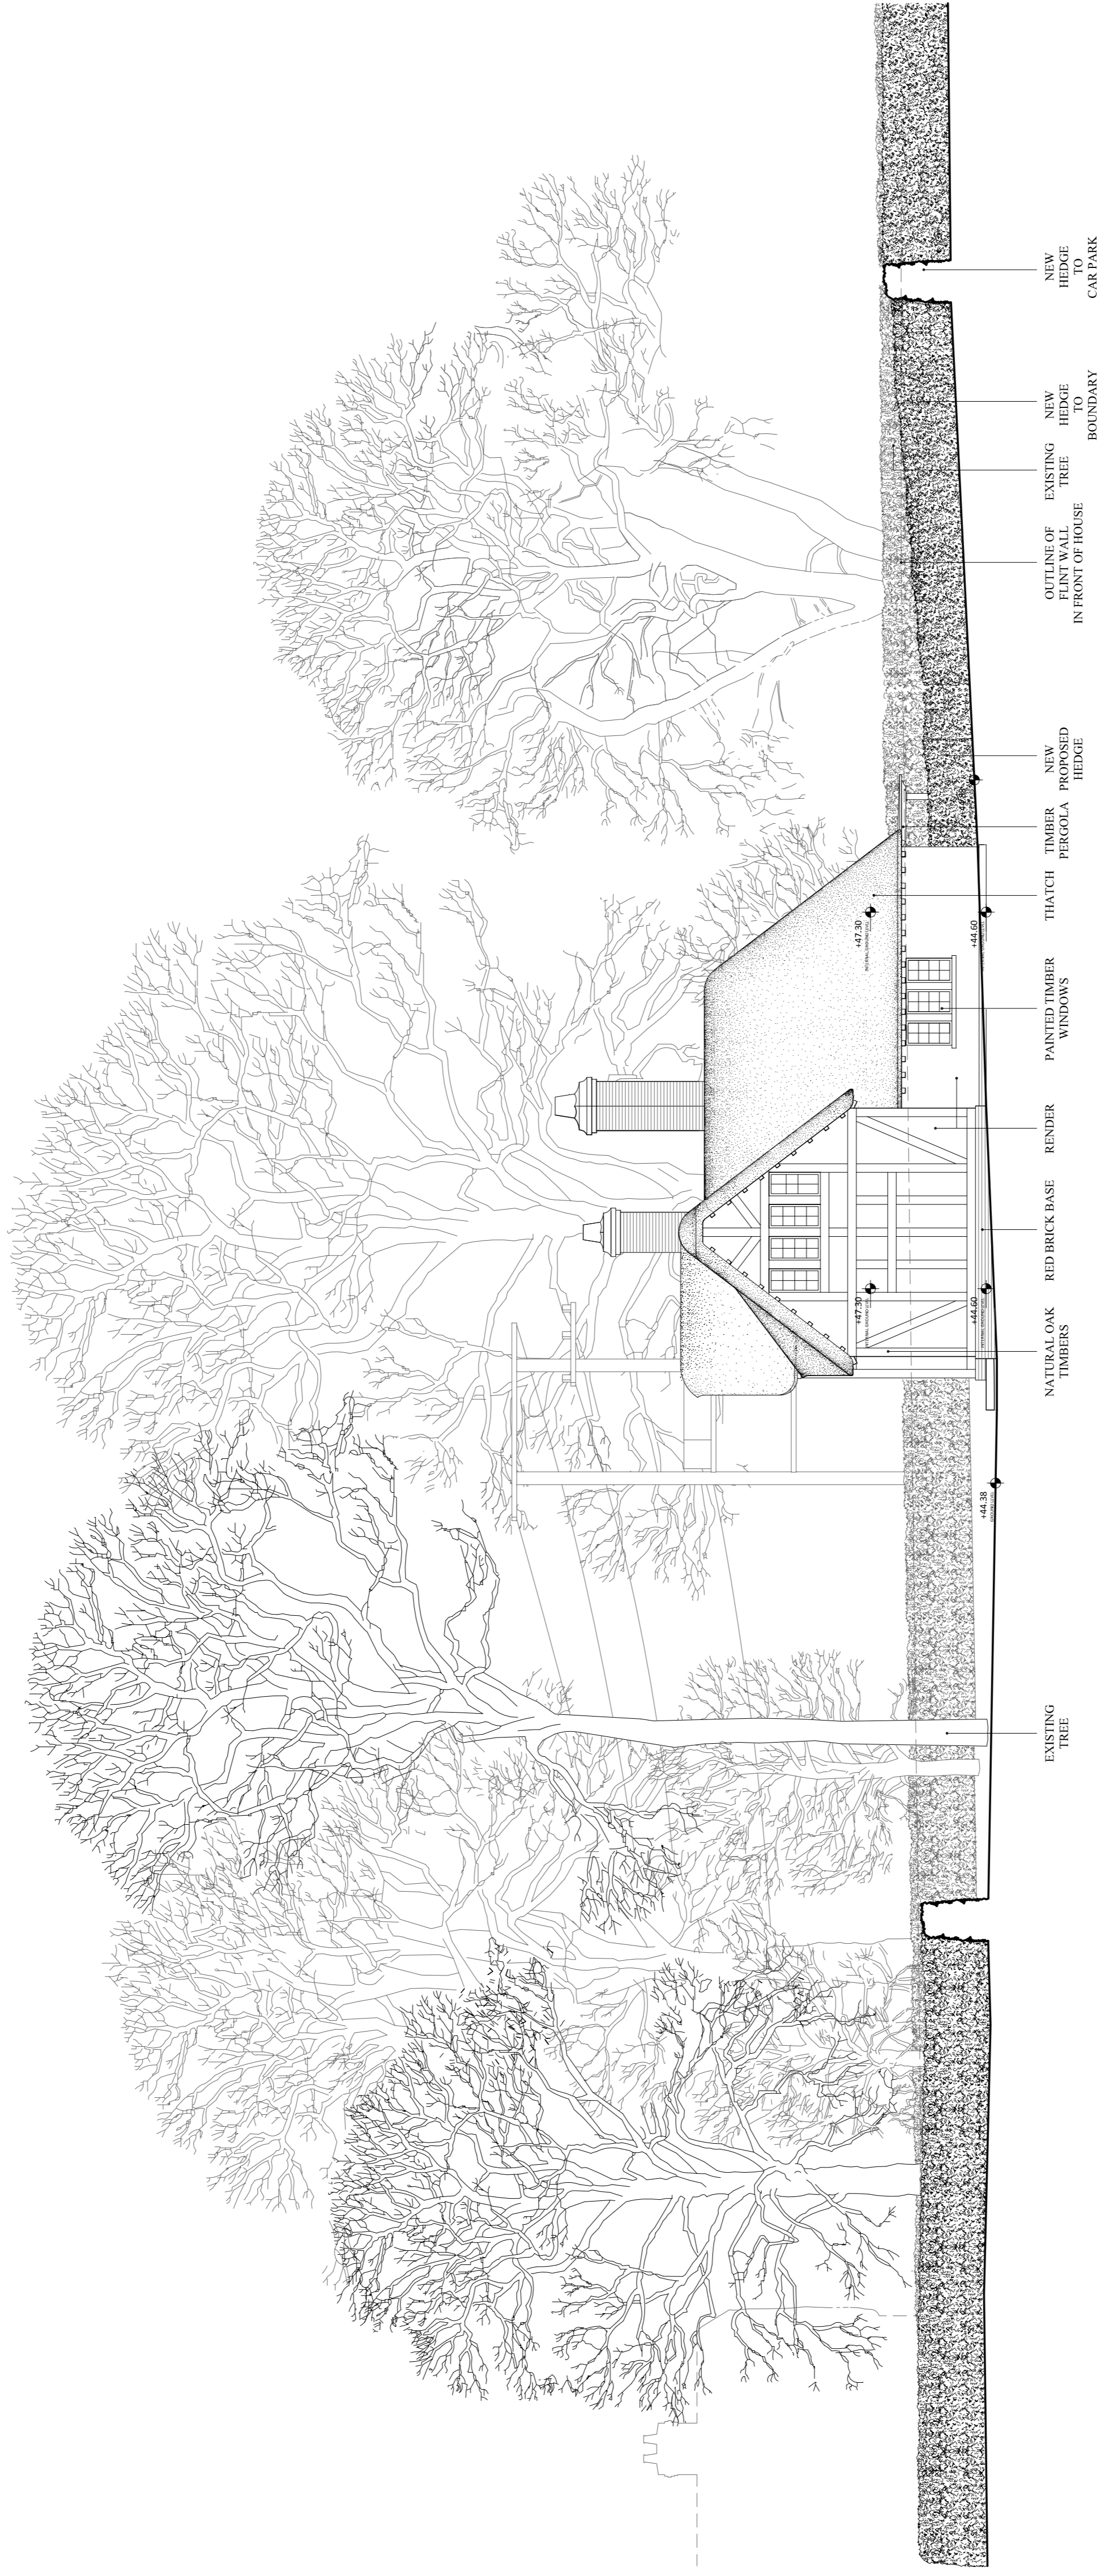 +47.30
+47.30
+44.38
+44.60
+44.60
EXISTING
TREE
NATURAL OAK
TIMBERS
RED BRICK BASE
RENDER
PAINTED TIMBER
WINDOWS
THATCH
TIMBER
PERGOLA
NEW
PROPOSED
HEDGE
OUTLINE OF
FLINT WALL
IN FRONT OF HOUSE
EXISTING
TREE
NEW
HEDGE
TO
BOUNDARY
NEW
HEDGE
TO
CAR PARK